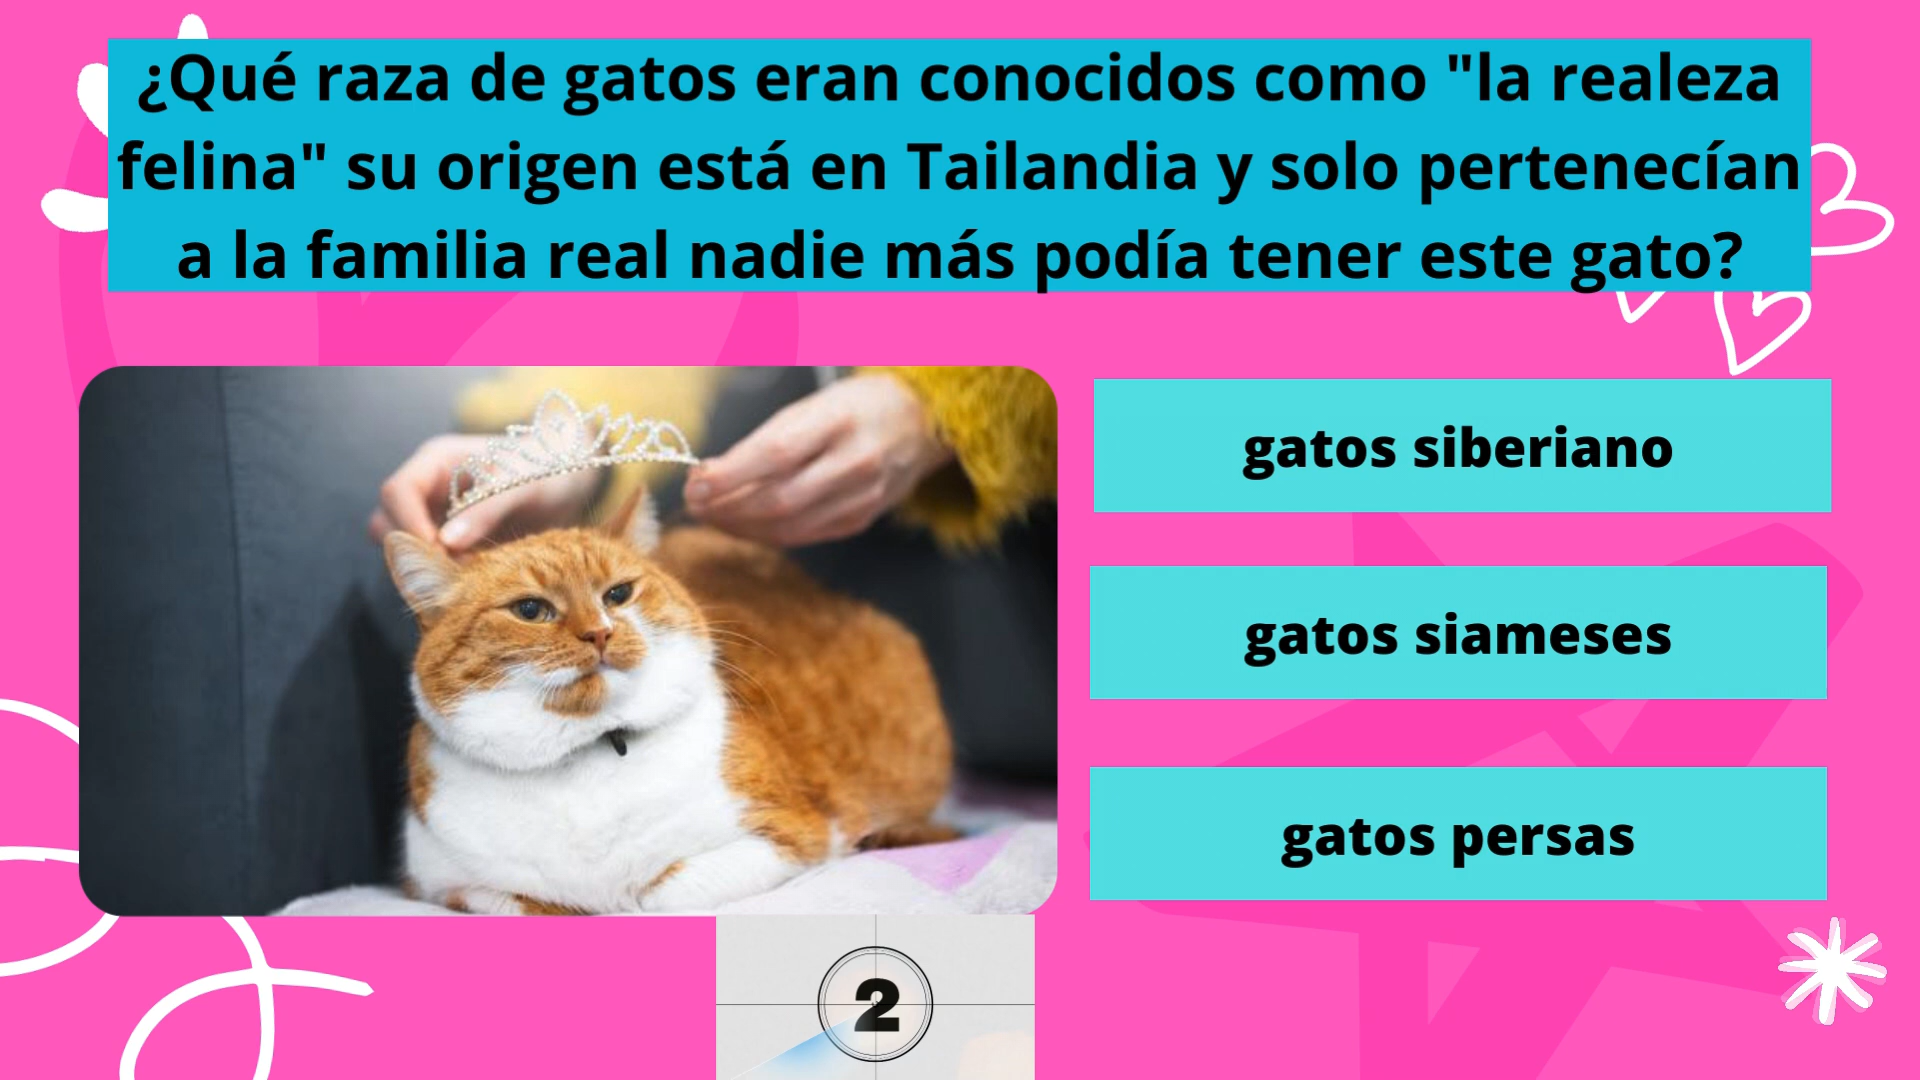 ¿Qué raza de gatos eran conocidos como "la realeza
felina" su origen está en Tailandia y solo pertenecían
a la familia real nadie más podía tener este gato?
gatos siberiano
gatos siameses
gatos persas
2